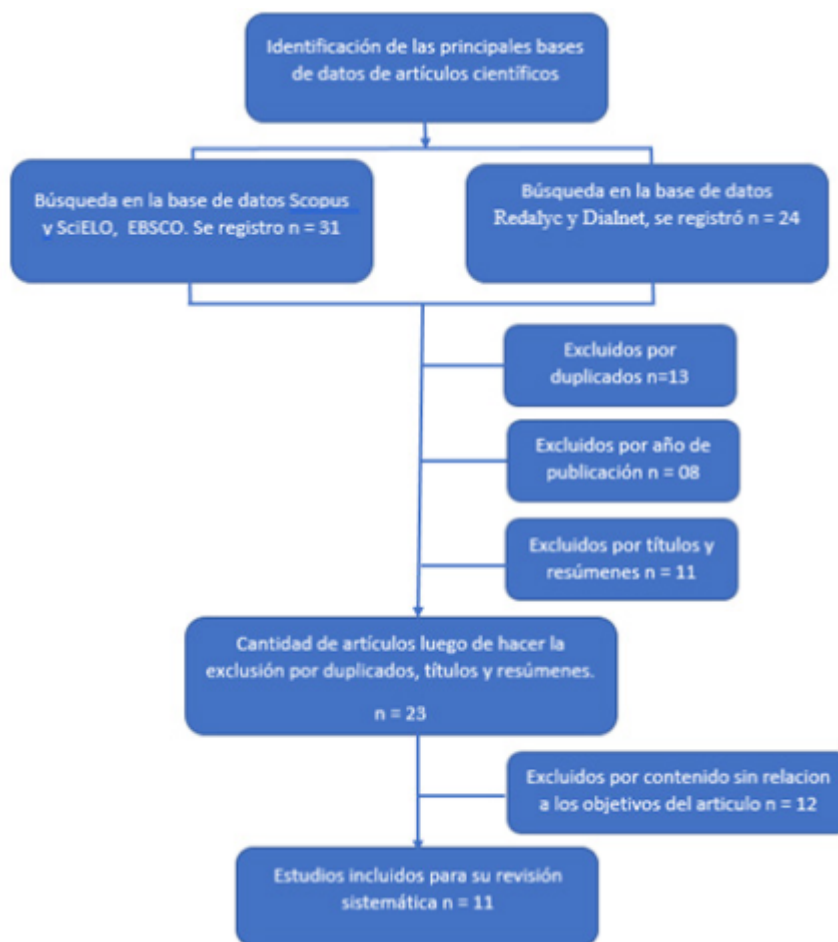 Identificación de las principales bases
de datos de artículos científicos
Búsqueda en la base de datos Scopus
y SciELO, EBSCO. Se registro n = 31
Búsqueda en la base de datos
Redalyc y Dialnet, se registró n = 24
Excluidos por
duplicados n=13
Excluidos por año de
publicación n = 08
Excluidos por títulos y
resúmenes n = 11
Cantidad de artículos luego de hacer la
exclusión por duplicados, títulos y resúmenes.
n = 23
Excluidos por contenido sin relacion
a los objetivos del articulo n = 12
Estudios incluidos para su revisión
sistemática n = 11